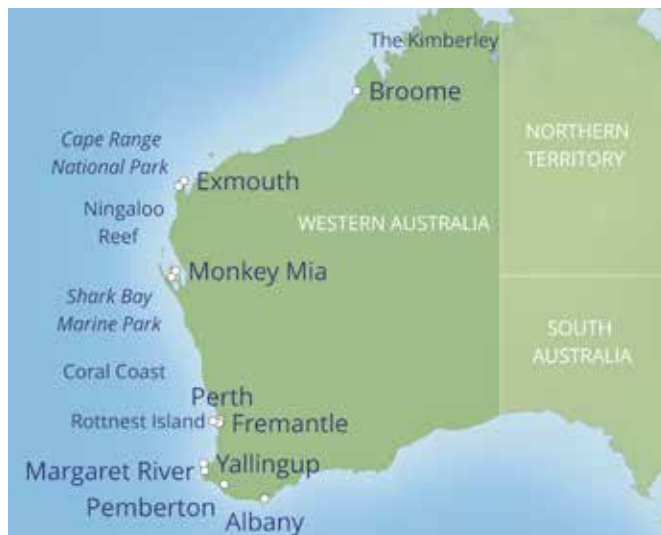 The Kimberley
Broome
NORTHERN
TERRITORY
Cape Range
National Park
Exmouth
Ningaloo
Reef
WESTERN AUSTRALIA
Monkey Mia
Shark Bay
Marine Park
SOUTH
AUSTRALIA
Coral Coast
Perth
Rottnest Island
Fremantle
Margaret River
Yallingup
Pemberton
Albany